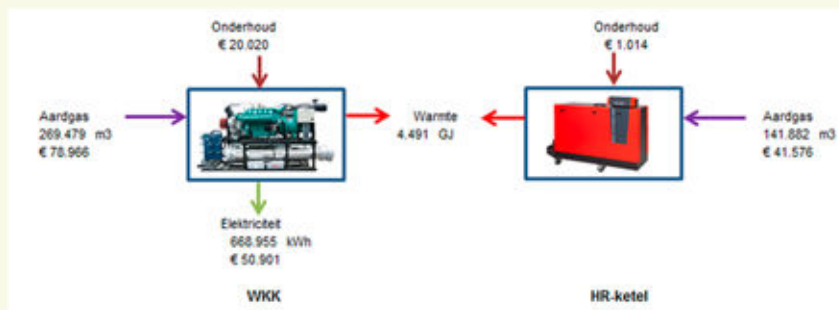 Onderhoud
€ 20.020
Onderhoud
€ 1.014
Aardgas
269.479 m3
€ 78.966
Warmte
4.491 GJ
Aardgas
141.882 m3
€ 41.576
Elektriciteit
668.955 kWh
€ 50.901
WKK
HR-ketel